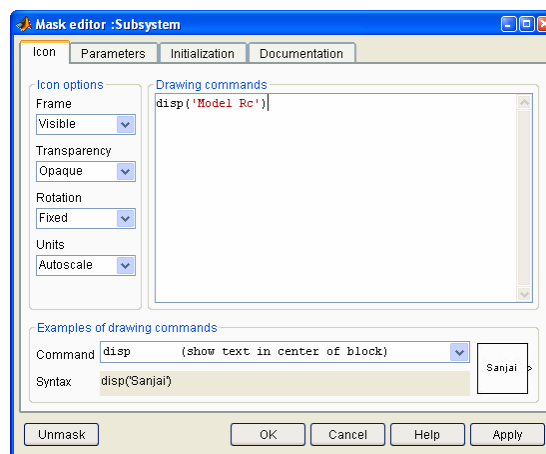 Mask editor :Subsystem
Icon
Parameters
Initialization
Documentation
Icon options
Frame
Visible
Transparency
Opaque
Rotation
Fixed
Units
Autoscale
Drawing commands
disp('Model Rc')
Examples of drawing commands
Command
disp (show text in center of block)
Syntax
disp('Sanjai')
Sanjai
Unmask
OK
Cancel
Help
Apply